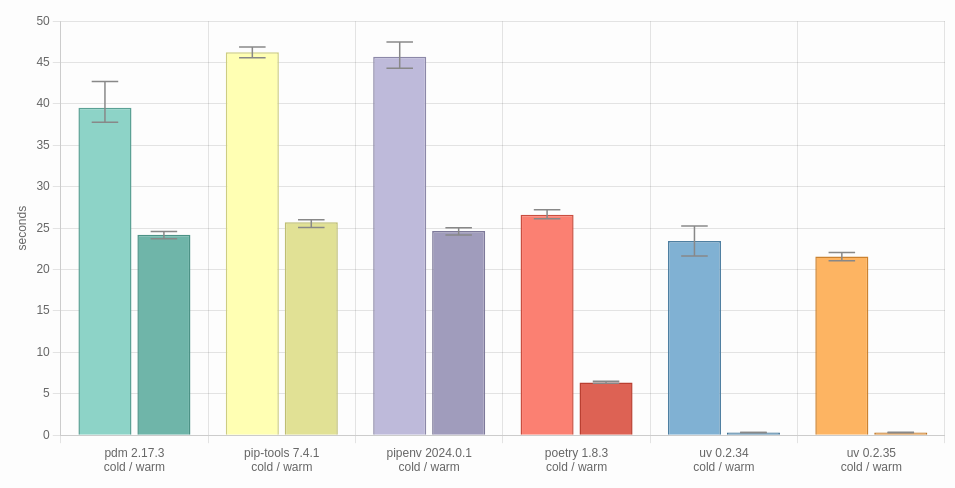 50
45
40
35
30
25
20
15
10
5
0
seconds
pdm 2.17.3
cold / warm
pip-tools 7.4.1
cold / warm
pipenv 2024.0.1
cold / warm
poetry 1.8.3
cold / warm
uv 0.2.34
cold / warm
uv 0.2.35
cold / warm